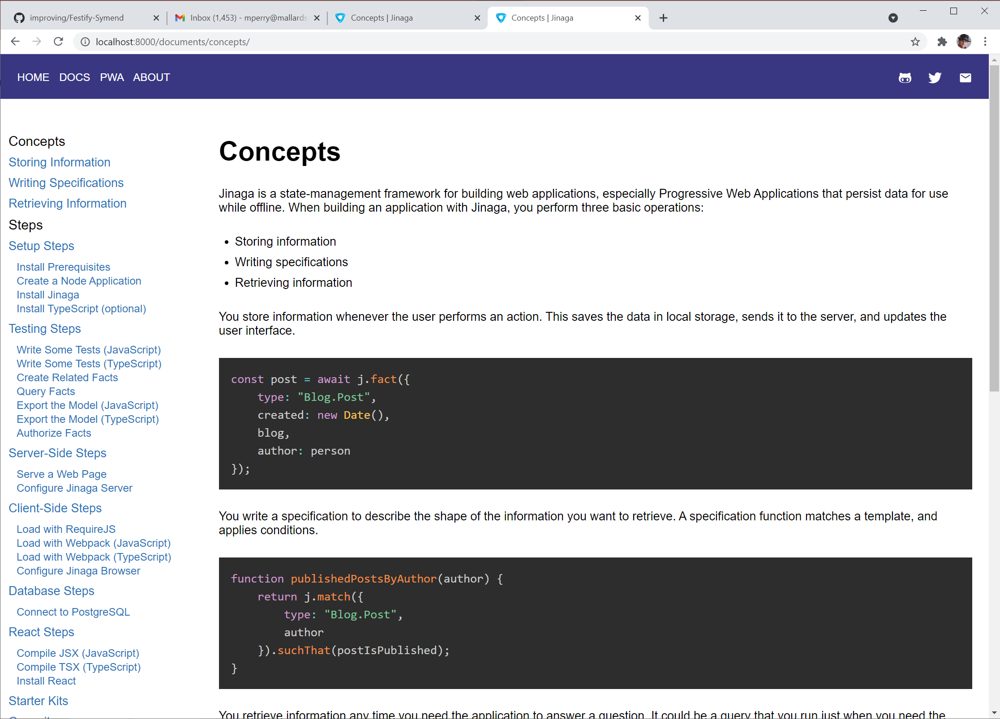 improving/Festify-Symend
Inbox (1,453) - mperry@mallards
Concepts | Jinaga
Concepts | Jinaga
localhost:8000/documents/concepts/
HOME DOCS PWA ABOUT
Concepts
Storing Information
Writing Specifications
Retrieving Information
Steps
Setup Steps
Install Prerequisites
Create a Node Application
Install Jinaga
Install TypeScript (optional)
Testing Steps
Write Some Tests (JavaScript)
Write Some Tests (TypeScript)
Create Related Facts
Query Facts
Export the Model (JavaScript)
Export the Model (TypeScript)
Authorize Facts
Server-Side Steps
Serve a Web Page
Configure Jinaga Server
Client-Side Steps
Load with RequireJS
Load with Webpack (JavaScript)
Load with Webpack (TypeScript)
Configure Jinaga Browser
Database Steps
Connect to PostgreSQL
React Steps
Compile JSX (JavaScript)
Compile TSX (TypeScript)
Install React
Starter Kits
Concepts
Jinaga is a state-management framework for building web applications, especially Progressive Web Applications that persist data for use
while offline. When building an application with Jinaga, you perform three basic operations:
• Storing information
• Writing specifications
• Retrieving information
You store information whenever the user performs an action. This saves the data in local storage, sends it to the server, and updates the
user interface.
const post = await j.fact({
    type: "Blog.Post",
    created: new Date(),
    blog,
    author: person
});
You write a specification to describe the shape of the information you want to retrieve. A specification function matches a template, and
applies conditions.
function publishedPostsByAuthor(author) {
    return j.match({
        type: "Blog.Post",
        author
    }).suchThat(postIsPublished);
}
You retrieve information any time you need the application to answer a question. It could be a query that you run just when you need the